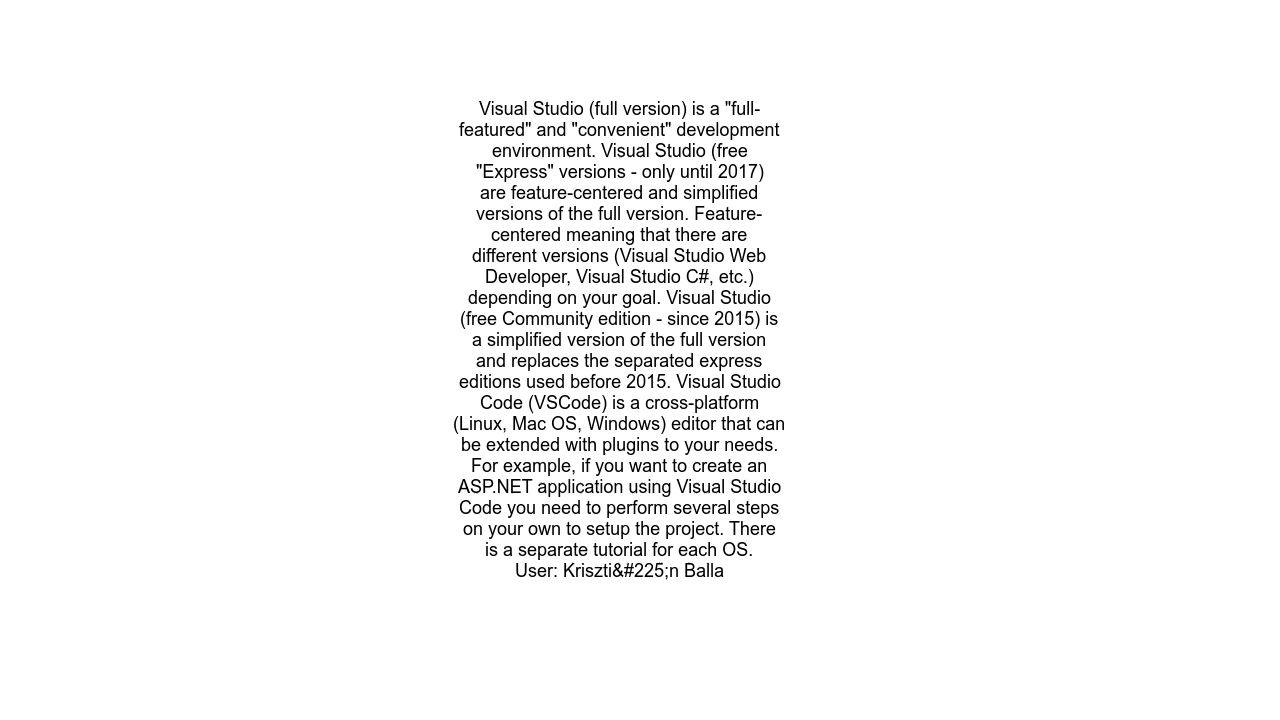 Visual Studio (full version) is a "full-
featured" and "convenient" development
environment. Visual Studio (free
"Express" versions - only until 2017)
are feature-centered and simplified
versions of the full version. Feature-
centered meaning that there are
different versions (Visual Studio Web
Developer, Visual Studio C#, etc.)
depending on your goal. Visual Studio
(free Community edition - since 2015) is
a simplified version of the full version
and replaces the separated express
editions used before 2015. Visual Studio
Code (VSCode) is a cross-platform
(Linux, Mac OS, Windows) editor that can
be extended with plugins to your needs.
For example, if you want to create an
ASP.NET application using Visual Studio
Code you need to perform several steps
on your own to setup the project. There
is a separate tutorial for each OS.
User: Kriszti&#225;n Balla